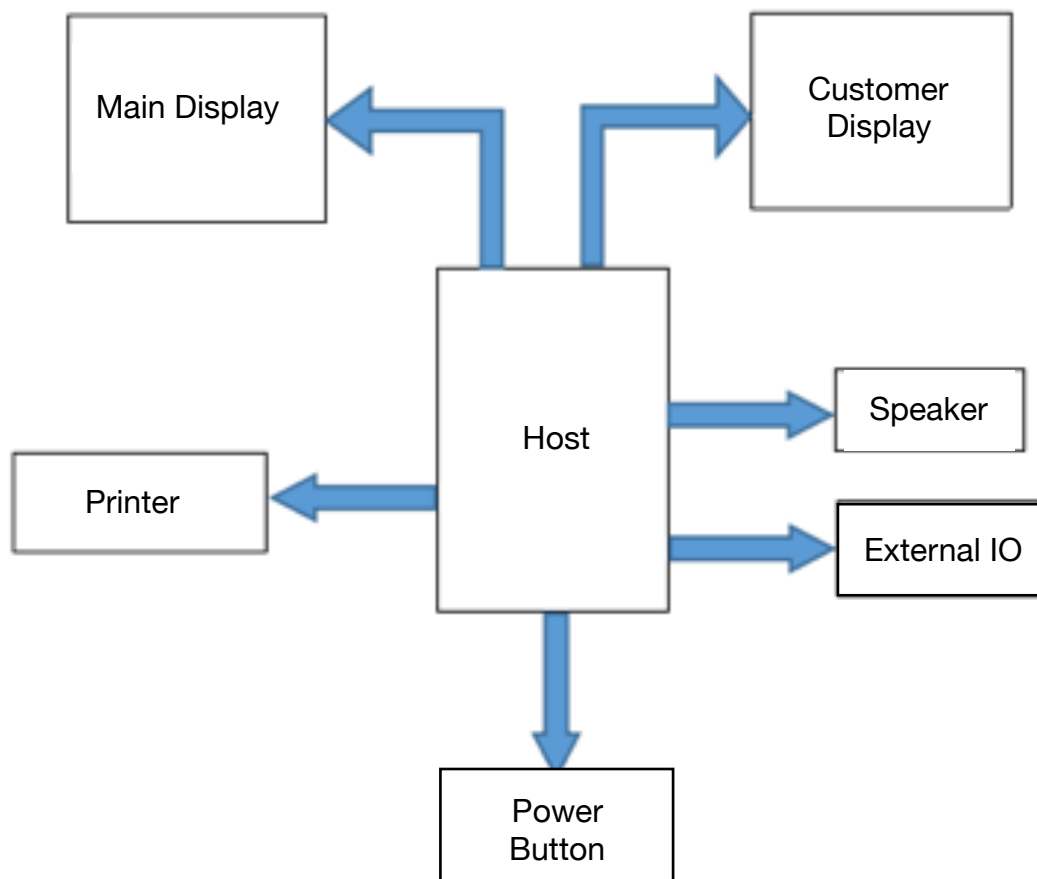 Main Display
Customer
Display
Host
Speaker
Printer
External IO
Power
Button